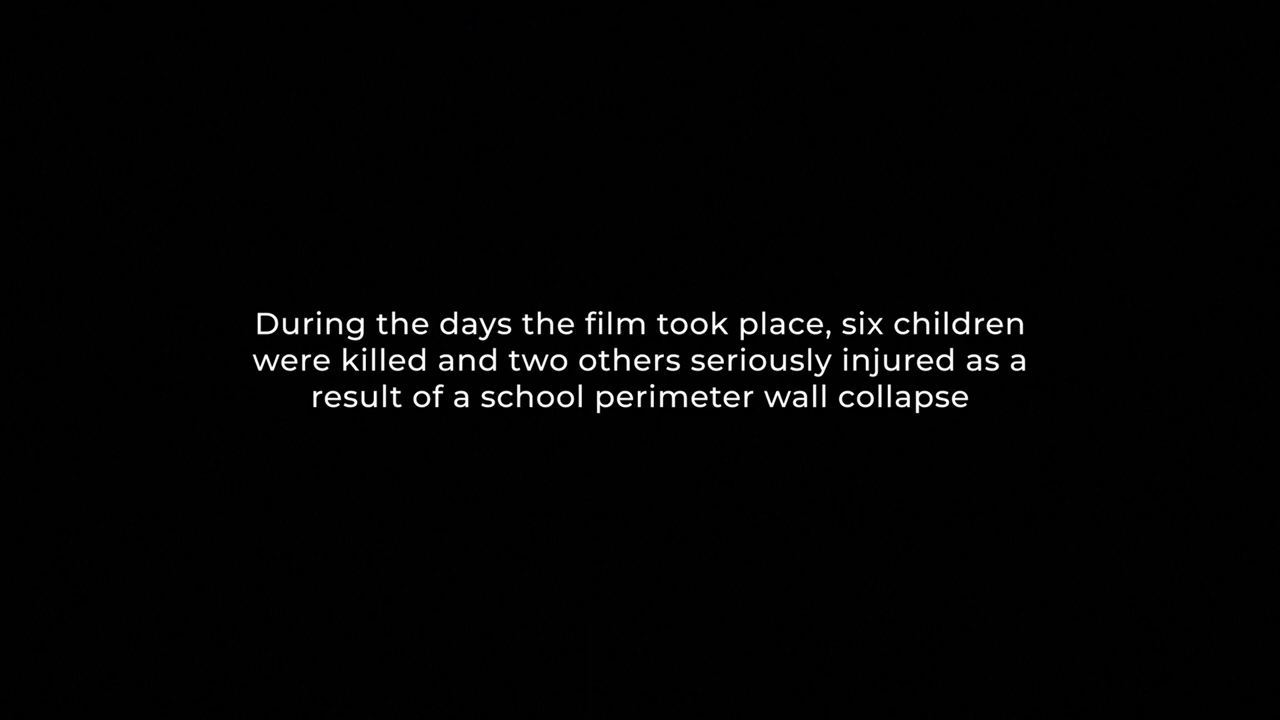 During the days the film took place, six children
were killed and two others seriously injured as a
result of a school perimeter wall collapse